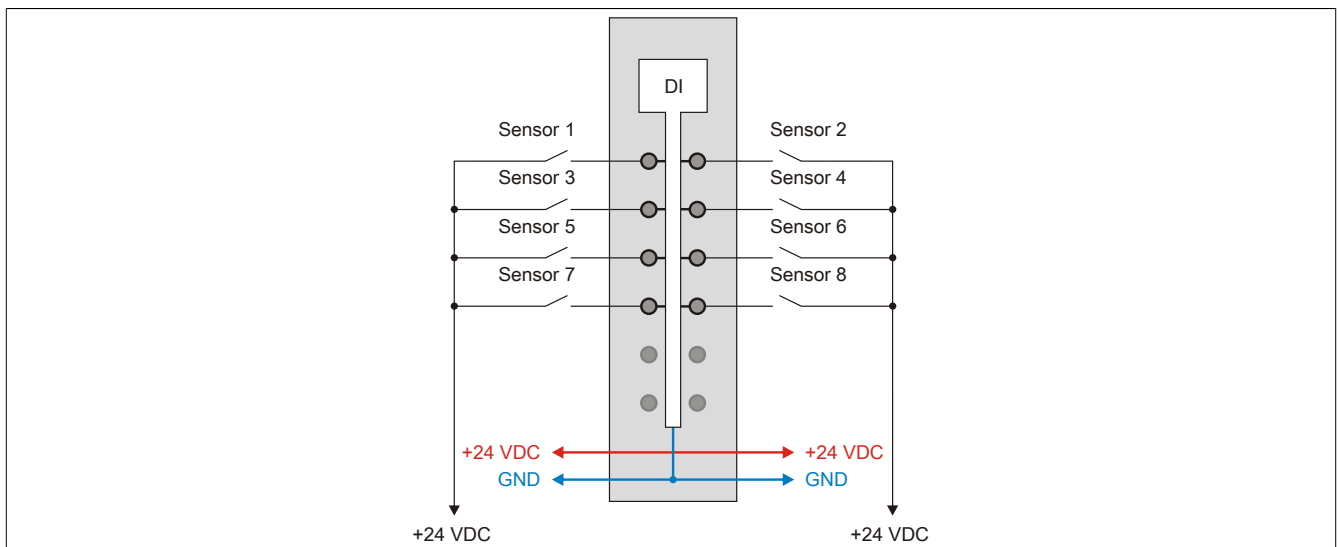 DI
Sensor 1
Sensor 2
Sensor 3
Sensor 4
Sensor 5
Sensor 6
Sensor 7
Sensor 8
+24 VDC
+24 VDC
GND
GND
+24 VDC
+24 VDC